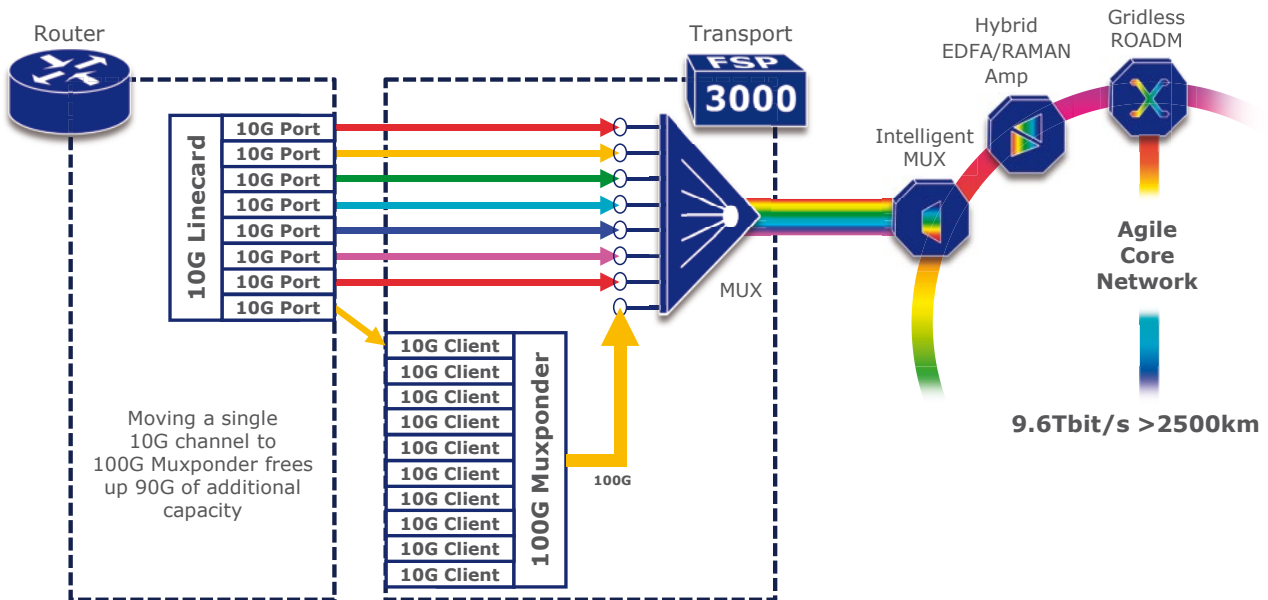 Router
10G Linecard
10G Port
10G Port
10G Port
10G Port
10G Port
10G Port
10G Port
10G Port
Moving a single
10G channel to
100G Muxponder frees
up 90G of additional
capacity
Transport
FSP
3000
MUX
10G Client
10G Client
10G Client
10G Client
10G Client
10G Client
10G Client
10G Client
10G Client
10G Client
100G Muxponder
100G
Intelligent
MUX
Hybrid
EDFA/RAMAN
Amp
Gridless
ROADM
Agile
Core
Network
9.6Tbit/s >2500km